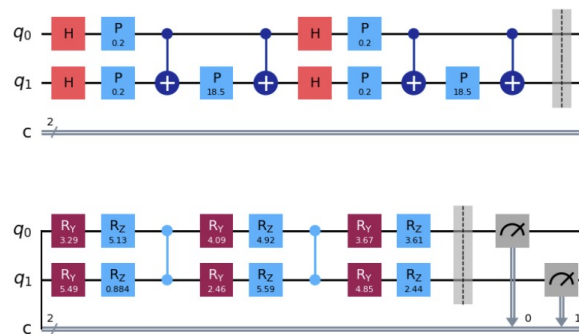 q0 H P 0.2 H P 0.2
q1 H P 0.2 P 18.5 H P 0.2 P 18.5
c 2
q0 RY 3.29 RZ 5.13 RY 4.09 RZ 4.92 RY 3.67 RZ 3.61
q1 RY 5.49 RZ 0.884 RY 2.46 RZ 5.59 RY 4.85 RZ 2.44
c 2 0 1